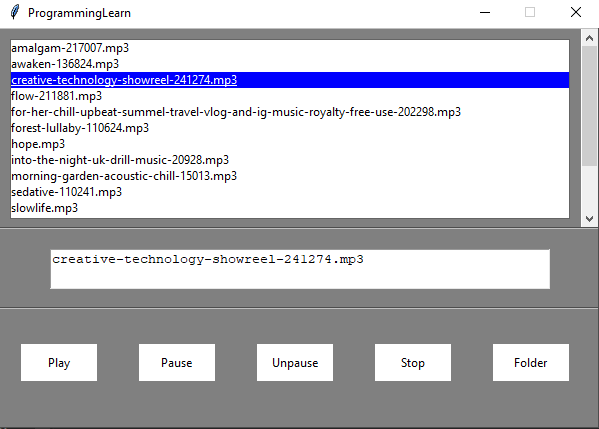 ProgrammingLearn
amalgam-217007.mp3
awaken-136824.mp3
creative-technology-showreel-241274.mp3
flow-211881.mp3
for-her-chill-upbeat-summel-travel-vlog-and-ig-music-royalty-free-use-202298.mp3
forest-lullaby-110624.mp3
hope.mp3
into-the-night-uk-drill-music-20928.mp3
morning-garden-acoustic-chill-15013.mp3
sedative-110241.mp3
slowlife.mp3
creative-technology-showreel-241274.mp3
Play Pause Unpause Stop Folder